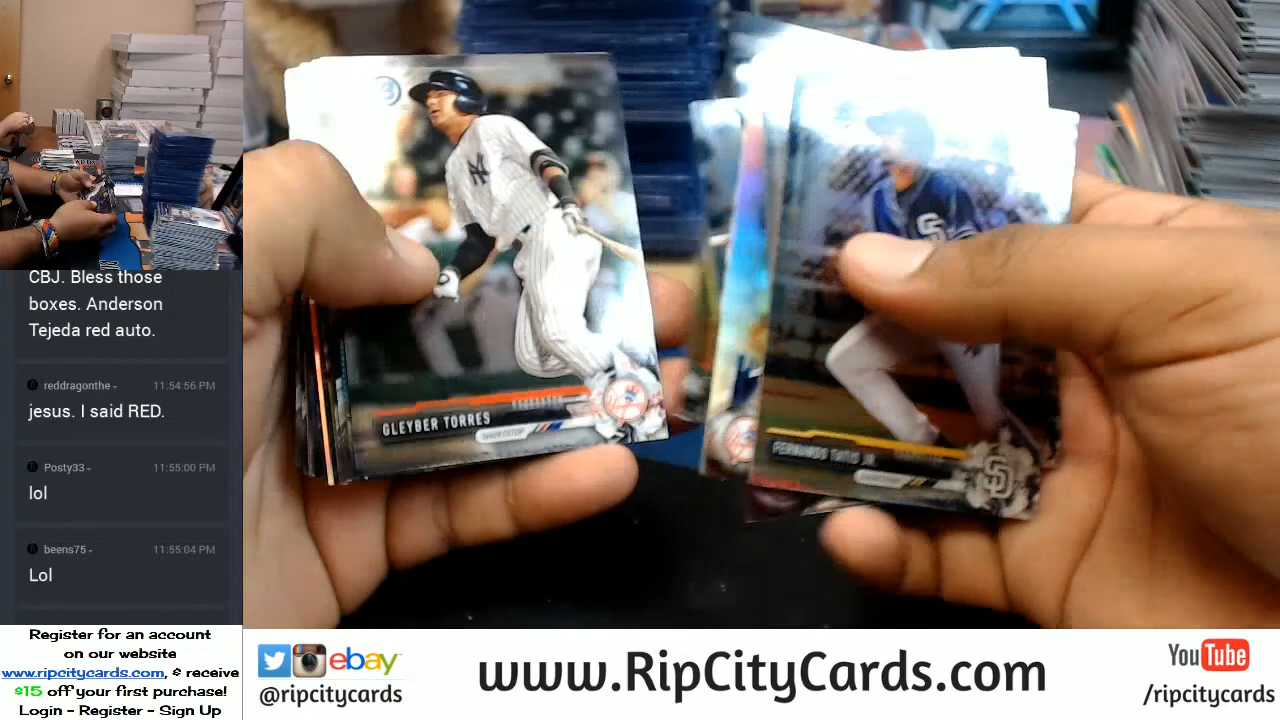 CBJ. Bless those
boxes. Anderson
Tejeda red auto.
reddragonthe 11:54:56 PM
jesus. I said RED.
Posty33 11:55:00 PM
lol
beens75 11:55:04 PM
Lol
Register for an account
on our website
www.ripcitycards.com, & receive
$15 off your first purchase!
Login - Register - Sign Up
GLEYBER TORRES
SHORTSTOP
FERNANDO TATIS JR.
ebay
@ripcitycards
www.RipCityCards.com
YouTube
/ripcitycards